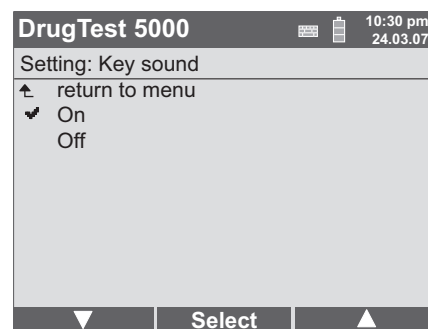 DrugTest 5000
10:30 pm
24.03.07
Setting: Key sound
return to menu
On
Off
Select